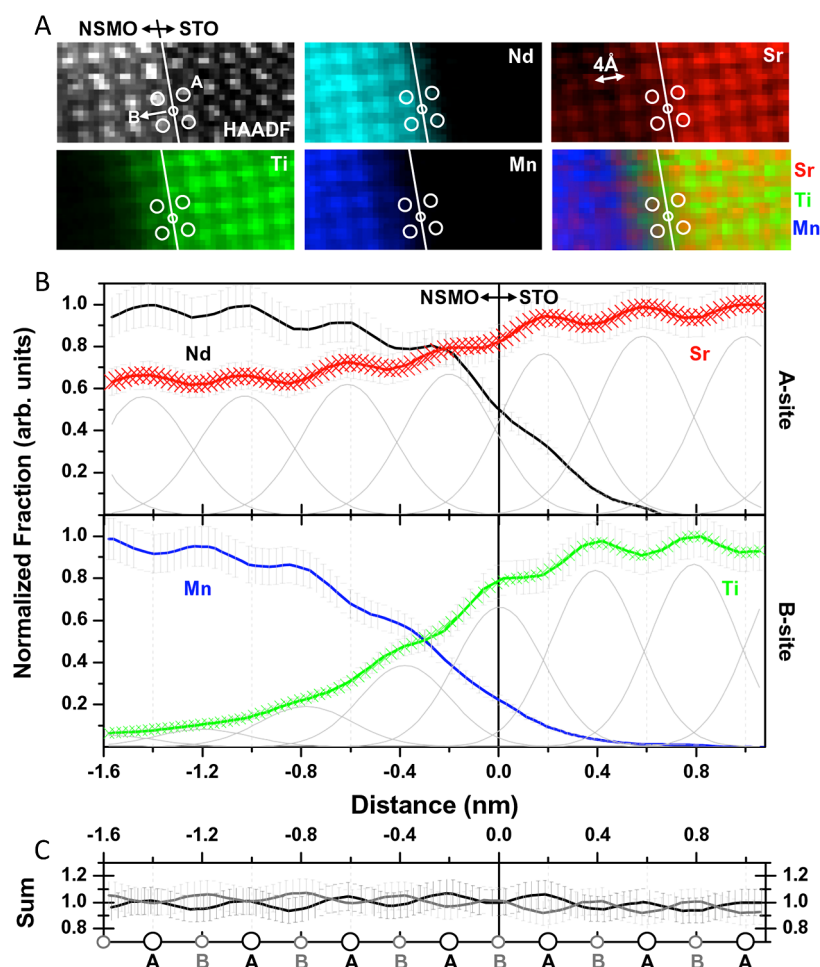 A
NSMO STO
A
B
HAADF
Nd
4Å
Sr
Ti
Mn
Sr
Ti
Mn
B
NSMO STO
Nd
Sr
A-site
1.0
0.8
0.6
0.4
0.2
Mn
Ti
B-site
1.0
0.8
0.6
0.4
0.2
Normalized Fraction (arb. units)
-1.6 -1.2 -0.8 -0.4 0.0 0.4 0.8
Distance (nm)
-1.6 -1.2 -0.8 -0.4 0.0 0.4 0.8
C
Sum
1.2
1.0
0.8
1.2
1.0
0.8
A B A B A B A B A B A B A